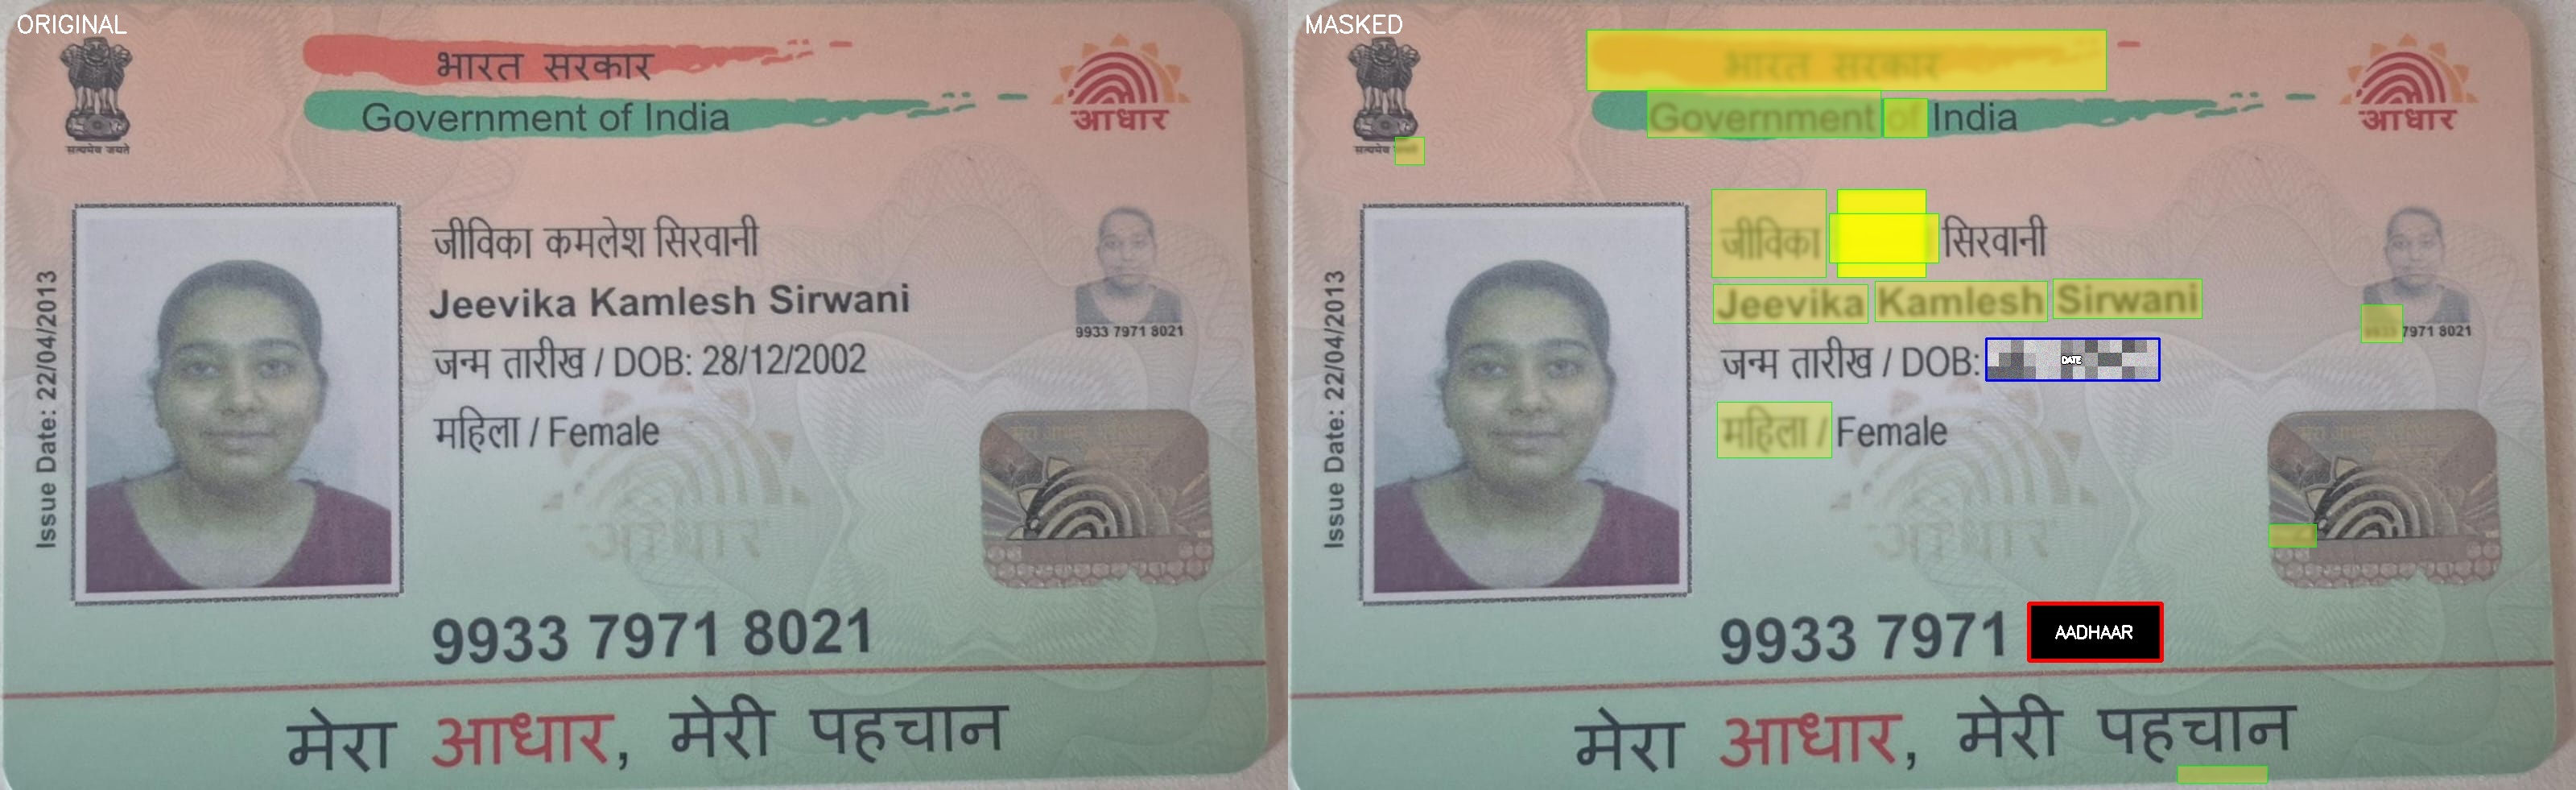 ORIGINAL
भारत सरकार
Government of India
आधार
सत्यमेव जयते
जीविका कमलेश सिरवानी
Jeevika Kamlesh Sirwani
9933 7971 8021
जन्म तारीख / DOB: 28/12/2002
महिला / Female
Issue Date: 22/04/2013
आधार
9933 7971 8021
मेरा आधार, मेरी पहचान
MASKED
भारत सरकार
Government of India
आधार
सत्यमेव
जीविका सिरवानी
Jeevika Kamlesh Sirwani
7971 8021
जन्म तारीख / DOB: DATE
महिला / Female
Issue Date: 22/04/2013
आधार
9933 7971 AADHAAR
मेरा आधार, मेरी पहचान